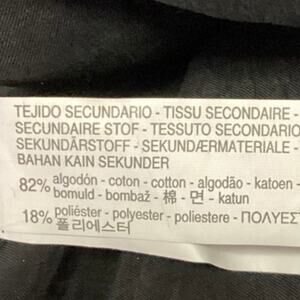 TEJIDO SECUNDARIO - TISSU SECONDAIRE -
SECUNDAIRE STOF - TESSUTO SECONDARIO
SEKUNDÄRSTOFF - SEKUNDÆRMATERIALE -
BAHAN KAIN SEKUNDER
82% algodón - coton - cotton - algodão - katoen -
bomuld - bombaž - 棉 - 면 - katun
18% poliéster - polyester - poliestere - ΠΟΛΥΕΣΤ
폴리에스터